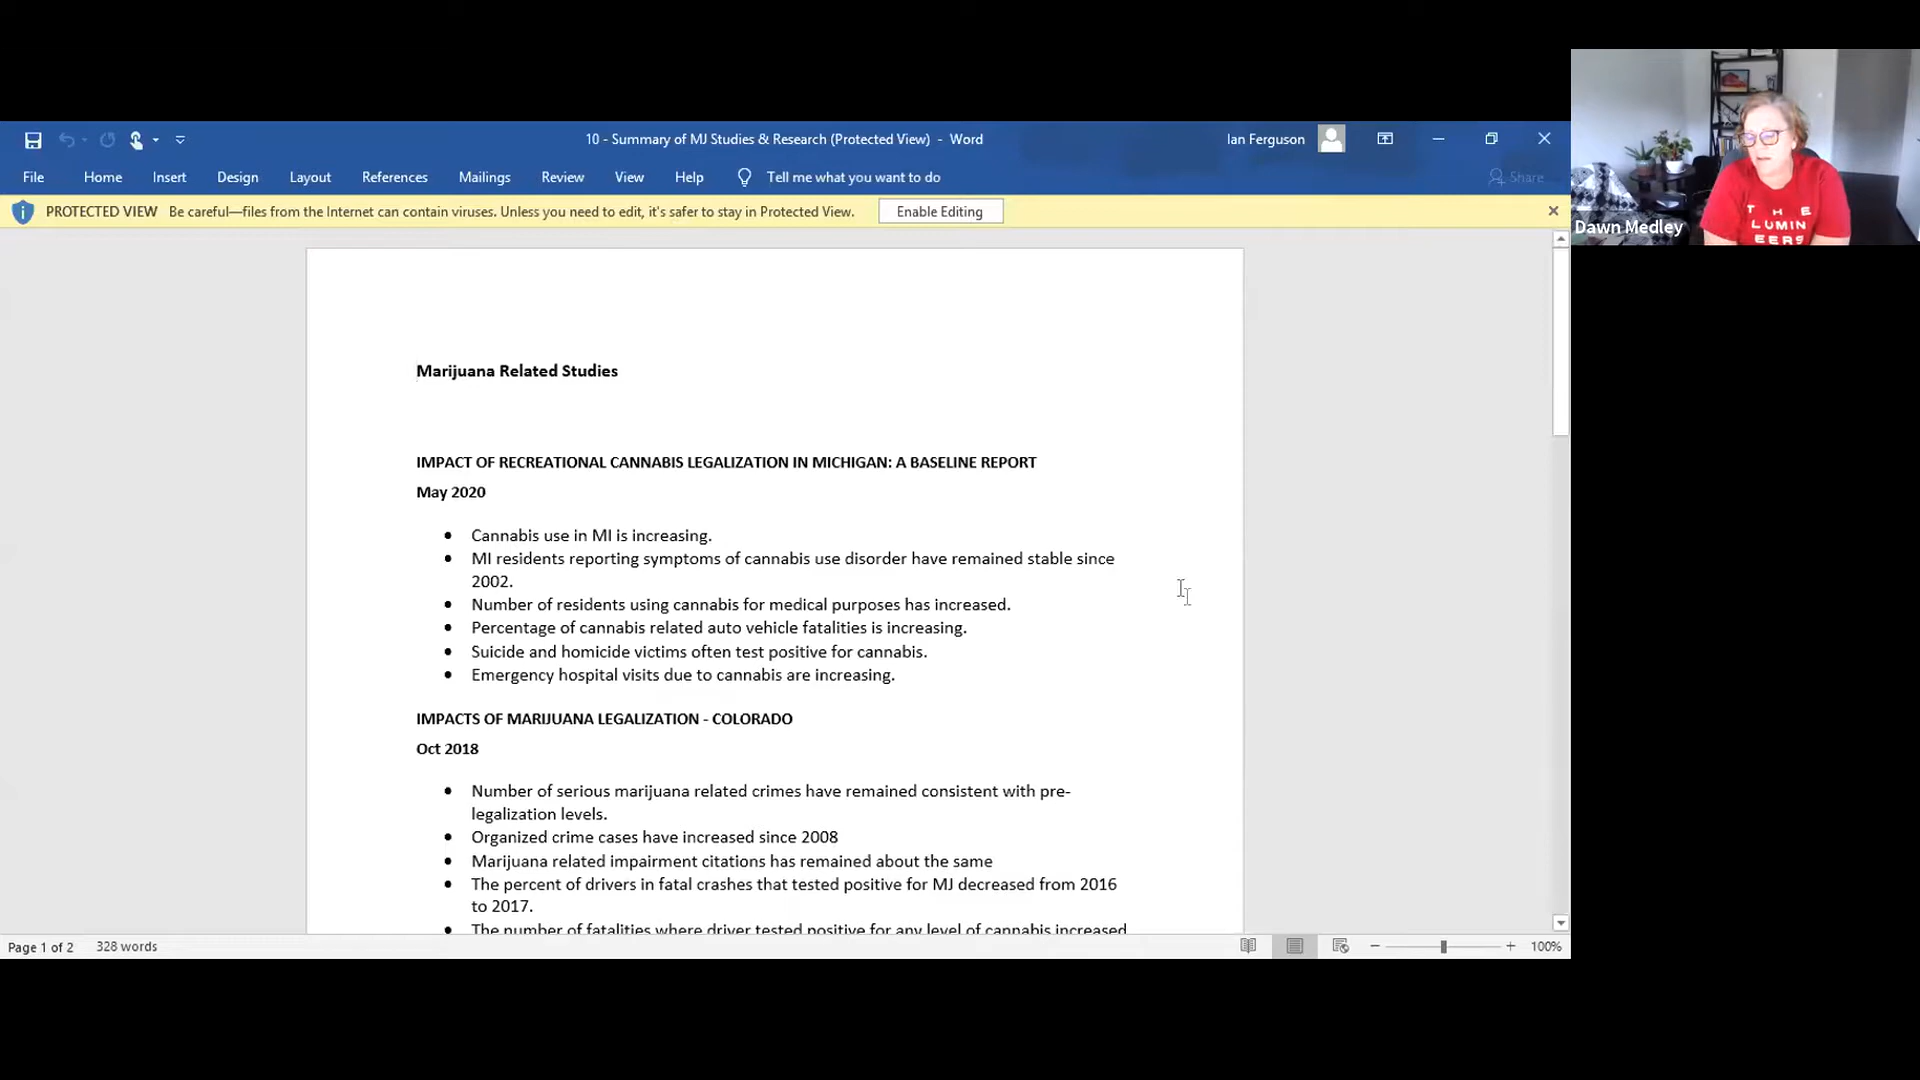 10 - Summary of MJ Studies & Research (Protected View) - Word
Ian Ferguson
File Home Insert Design Layout References Mailings Review View Help Tell me what you want to do Share
PROTECTED VIEW Be careful—files from the Internet can contain viruses. Unless you need to edit, it's safer to stay in Protected View. Enable Editing
Dawn Medley
THE
LUMIN
EERS
Marijuana Related Studies
IMPACT OF RECREATIONAL CANNABIS LEGALIZATION IN MICHIGAN: A BASELINE REPORT
May 2020
• Cannabis use in MI is increasing.
• MI residents reporting symptoms of cannabis use disorder have remained stable since
2002.
• Number of residents using cannabis for medical purposes has increased.
• Percentage of cannabis related auto vehicle fatalities is increasing.
• Suicide and homicide victims often test positive for cannabis.
• Emergency hospital visits due to cannabis are increasing.
IMPACTS OF MARIJUANA LEGALIZATION - COLORADO
Oct 2018
• Number of serious marijuana related crimes have remained consistent with pre-
legalization levels.
• Organized crime cases have increased since 2008
• Marijuana related impairment citations has remained about the same
• The percent of drivers in fatal crashes that tested positive for MJ decreased from 2016
to 2017.
• The number of fatalities where driver tested positive for any level of cannabis increased
Page 1 of 2 328 words 100%